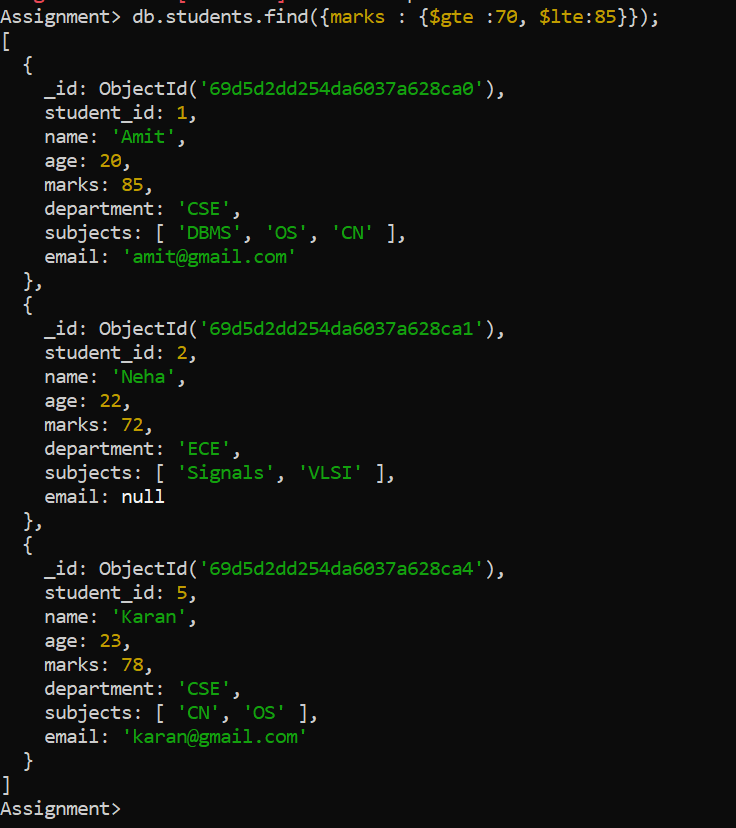 Assignment> db.students.find({marks : {$gte :70, $lte:85}});
[
  {
    _id: ObjectId('69d5d2dd254da6037a628ca0'),
    student_id: 1,
    name: 'Amit',
    age: 20,
    marks: 85,
    department: 'CSE',
    subjects: [ 'DBMS', 'OS', 'CN' ],
    email: 'amit@gmail.com'
  },
  {
    _id: ObjectId('69d5d2dd254da6037a628ca1'),
    student_id: 2,
    name: 'Neha',
    age: 22,
    marks: 72,
    department: 'ECE',
    subjects: [ 'Signals', 'VLSI' ],
    email: null
  },
  {
    _id: ObjectId('69d5d2dd254da6037a628ca4'),
    student_id: 5,
    name: 'Karan',
    age: 23,
    marks: 78,
    department: 'CSE',
    subjects: [ 'CN', 'OS' ],
    email: 'karan@gmail.com'
  }
]
Assignment>